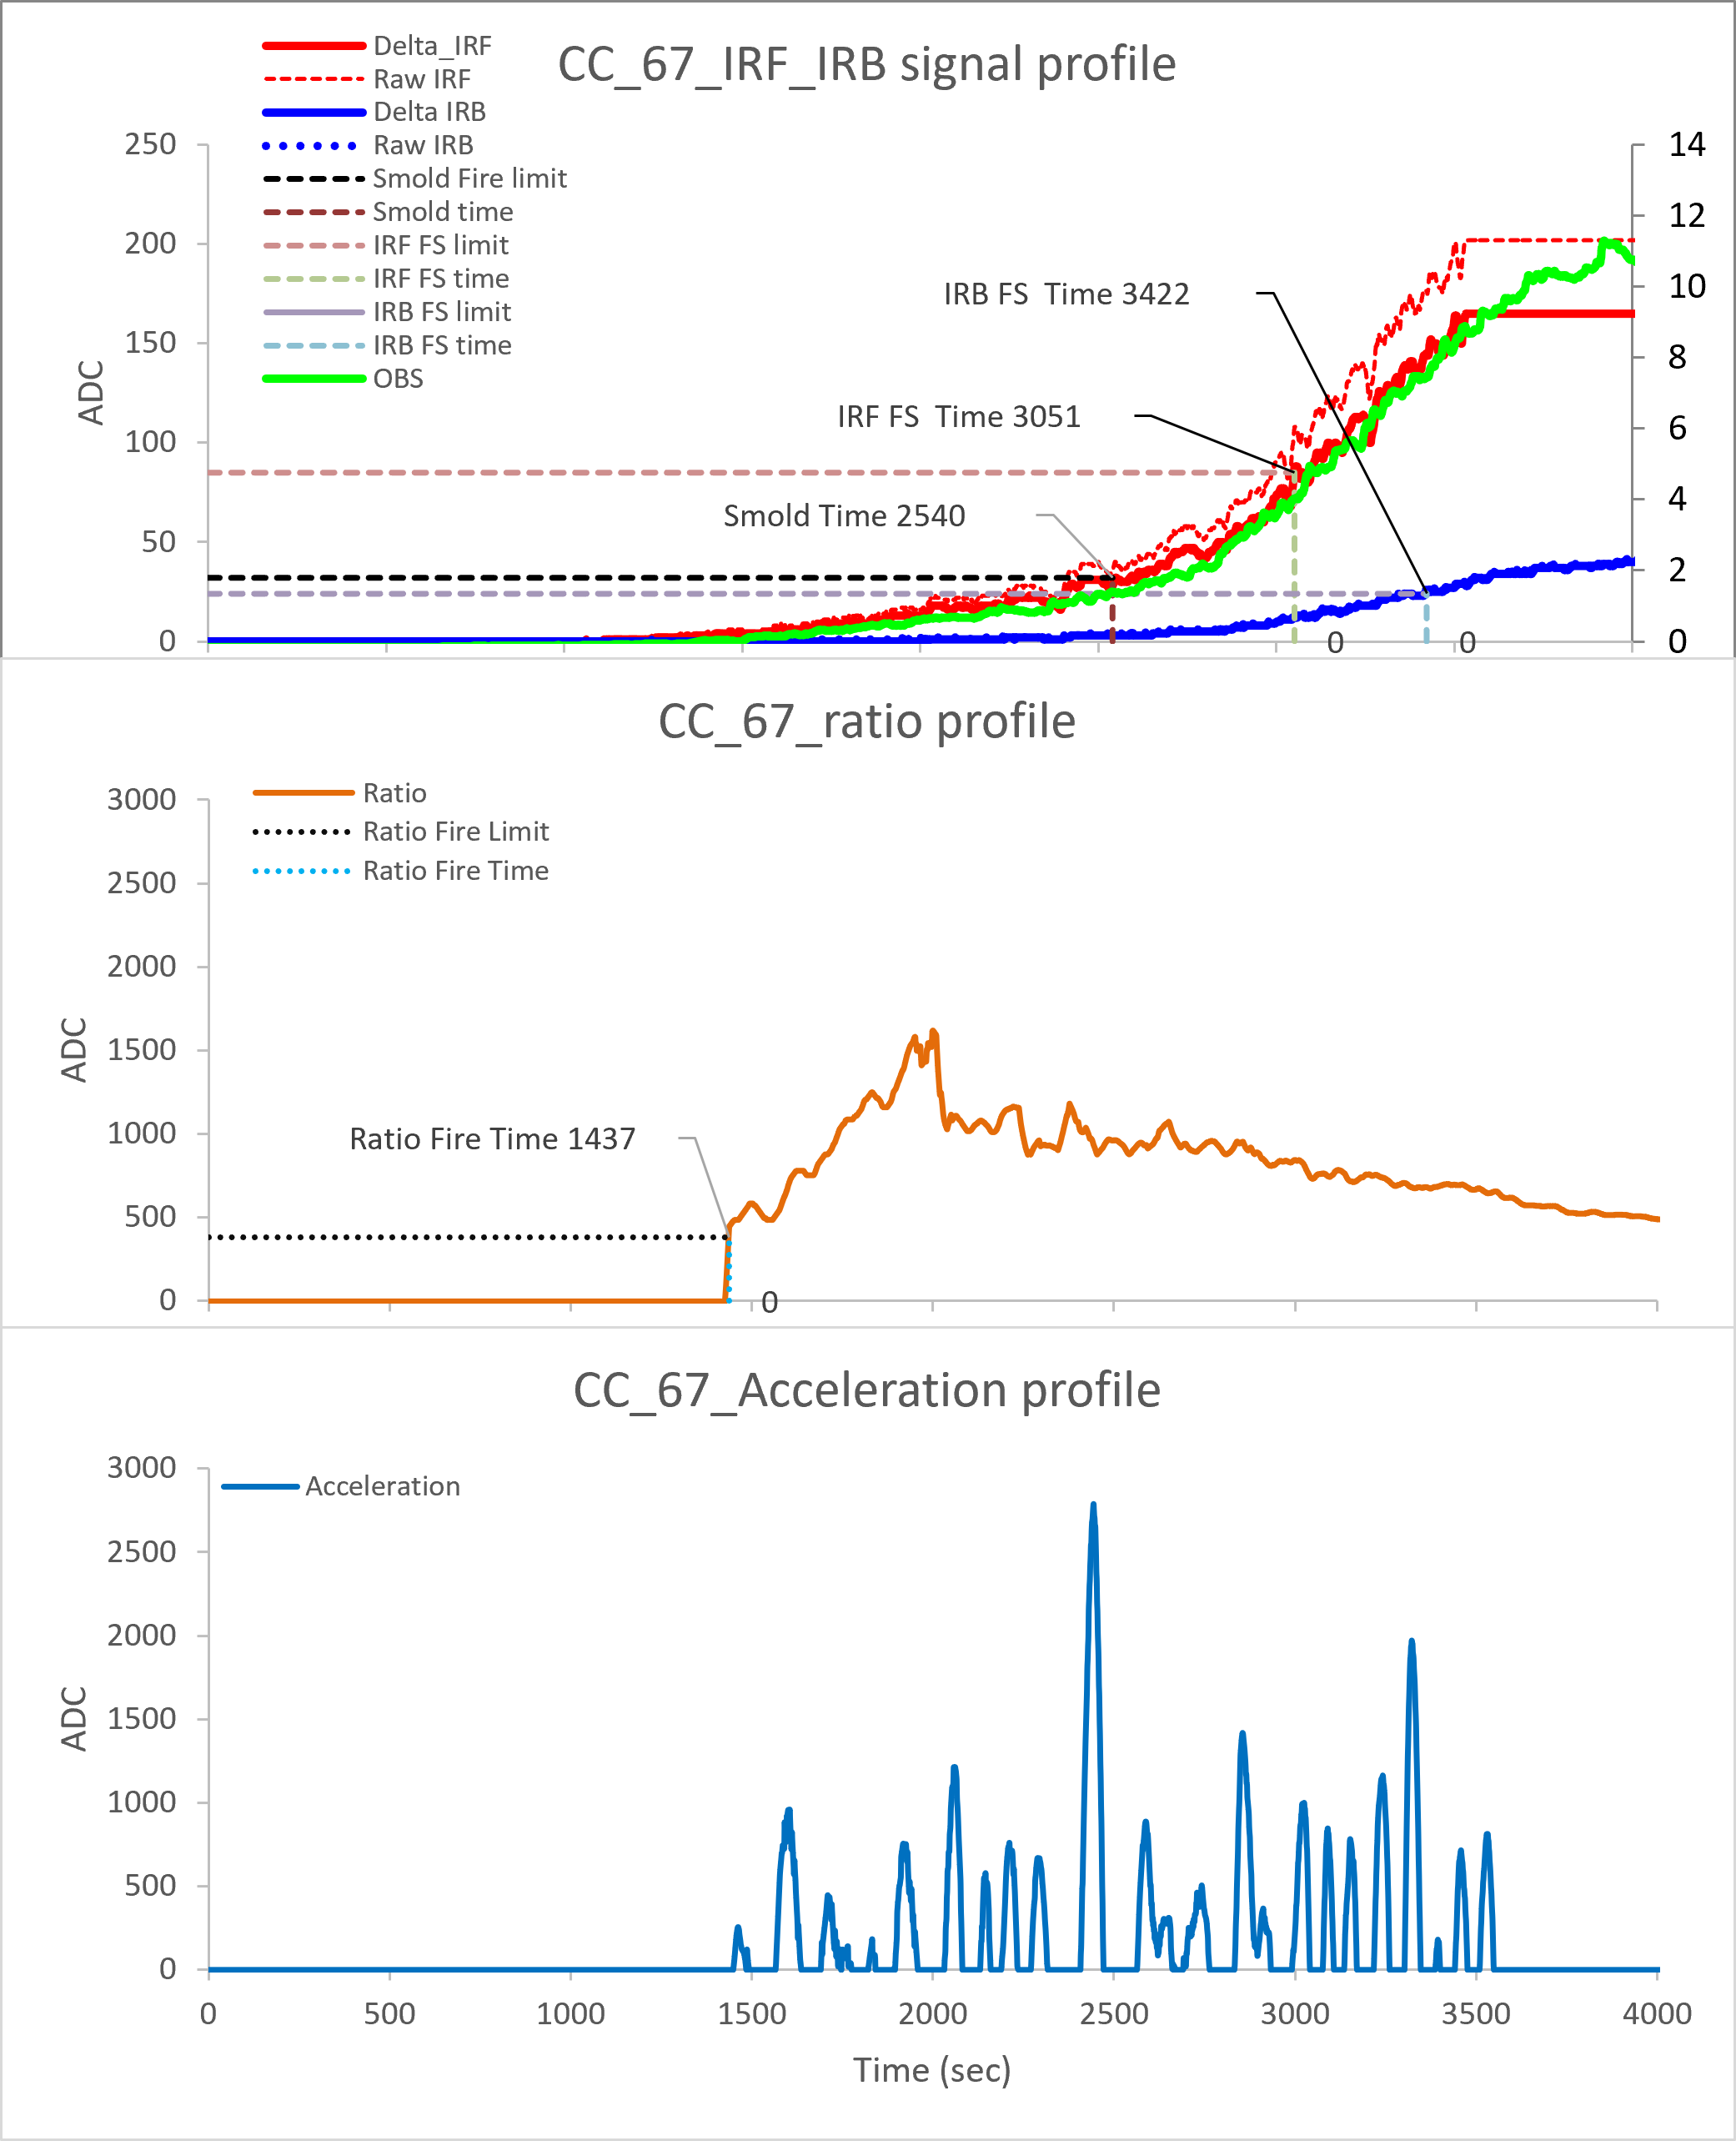 CC_67_IRF_IRB signal profile
Delta_IRF
Raw IRF
Delta IRB
Raw IRB
Smold Fire limit
Smold time
IRF FS limit
IRF FS time
IRB FS limit
IRB FS time
OBS
250
200
150
100
50
0
ADC
14
12
10
8
6
4
2
0
IRB FS  Time 3422
IRF FS  Time 3051
Smold Time 2540
0
0
CC_67_ratio profile
Ratio
Ratio Fire Limit
Ratio Fire Time
3000
2500
2000
1500
1000
500
0
ADC
Ratio Fire Time 1437
0
CC_67_Acceleration profile
Acceleration
3000
2500
2000
1500
1000
500
0
ADC
0 500 1000 1500 2000 2500 3000 3500 4000
Time (sec)